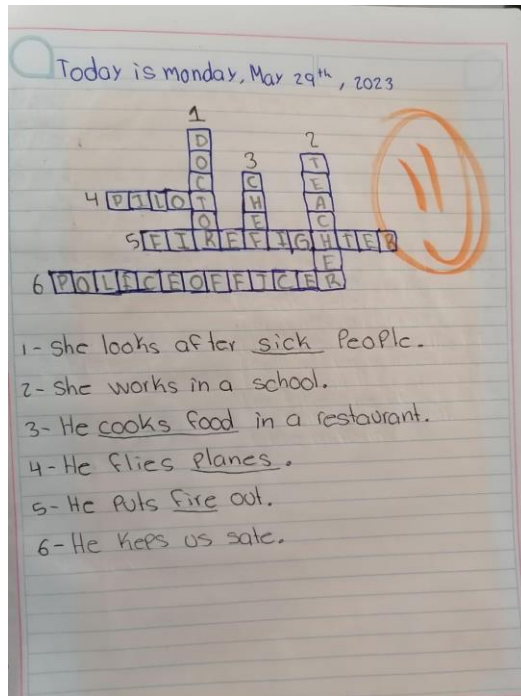 Today is monday, May 29th, 2023
1
2
3
4 PILOT
5 FIREFIGHTER
6 POLICEOFFICER
DOCTOR
CHEF
TEACHER
1- She looks after sick People.
2- She works in a school.
3- He cooks food in a restaurant.
4- He flies planes.
5- He Puts fire out.
6- He Keps us safe.